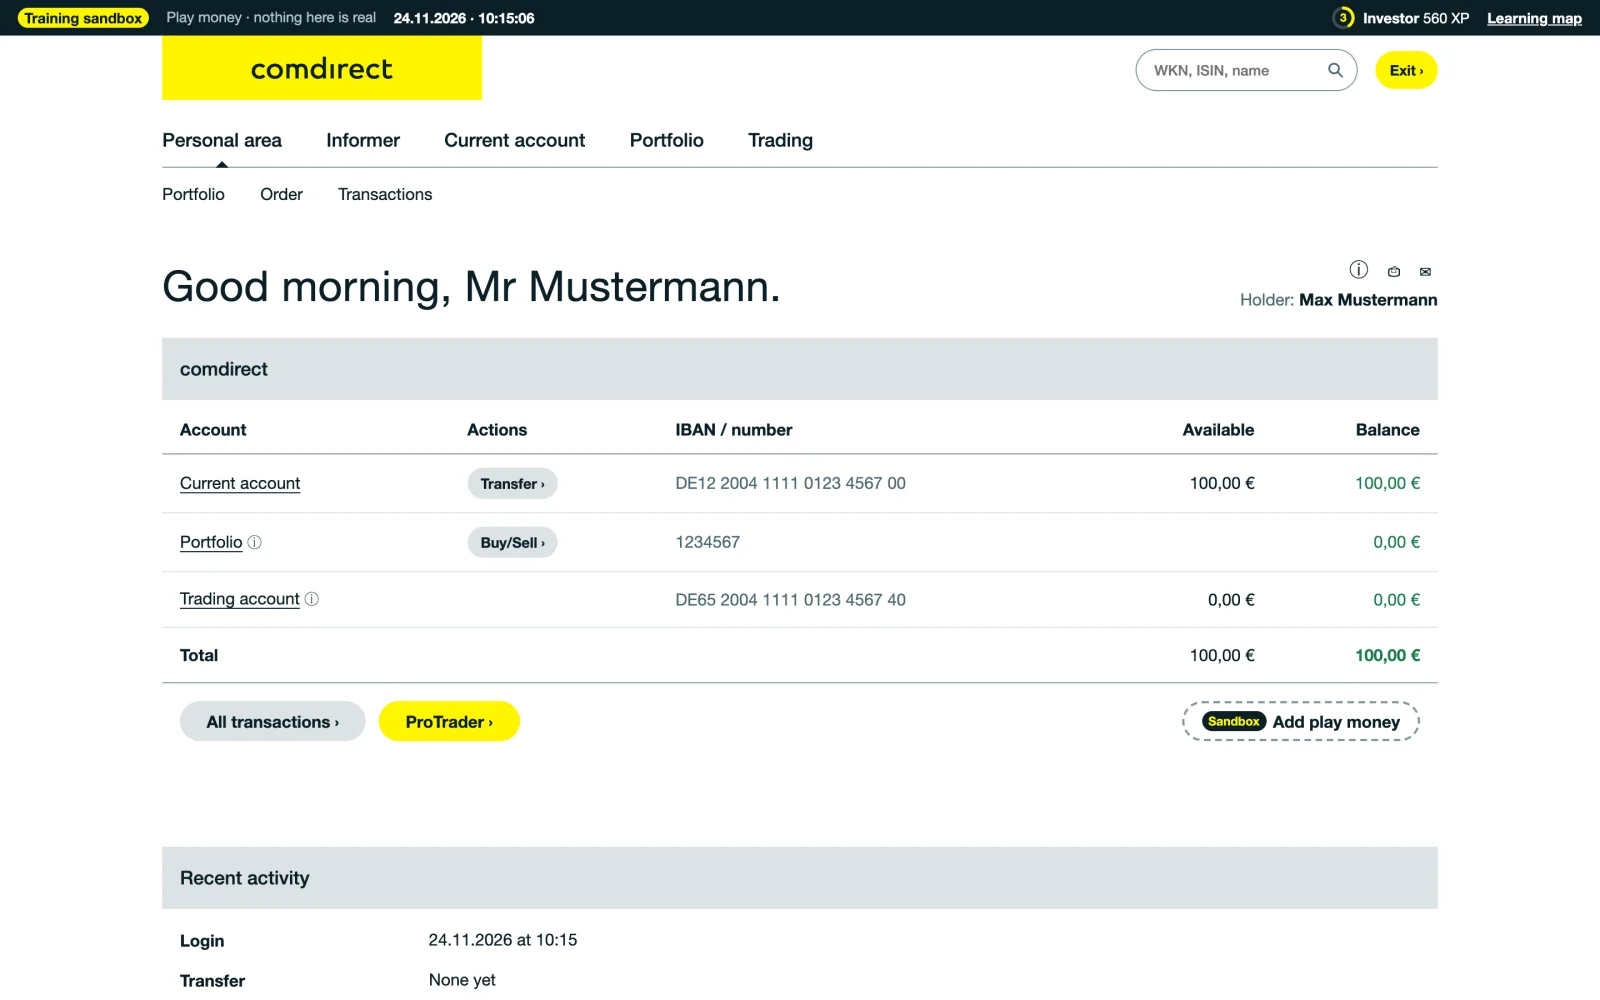 Training sandbox Play money · nothing here is real 24.11.2026 · 10:15:06 3 Investor 560 XP Learning map
comdirect WKN, ISIN, name Exit ›
Personal area Informer Current account Portfolio Trading
Portfolio Order Transactions
Good morning, Mr Mustermann.
Holder: Max Mustermann
comdirect
Account Actions IBAN / number Available Balance
Current account Transfer › DE12 2004 1111 0123 4567 00 100,00 € 100,00 €
Portfolio Buy/Sell › 1234567 0,00 €
Trading account DE65 2004 1111 0123 4567 40 0,00 € 0,00 €
Total 100,00 € 100,00 €
All transactions › ProTrader › Sandbox Add play money
Recent activity
Login 24.11.2026 at 10:15
Transfer None yet